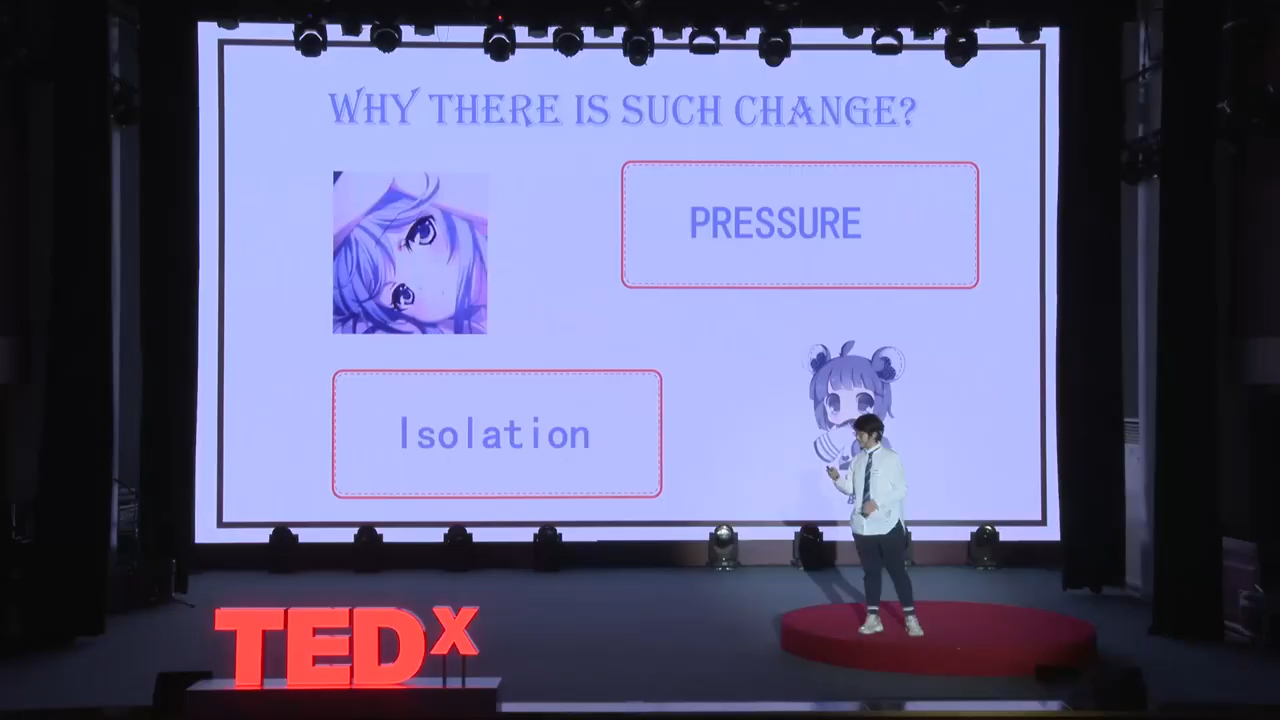 WHY THERE IS SUCH CHANGE?
PRESSURE
Isolation
TEDx